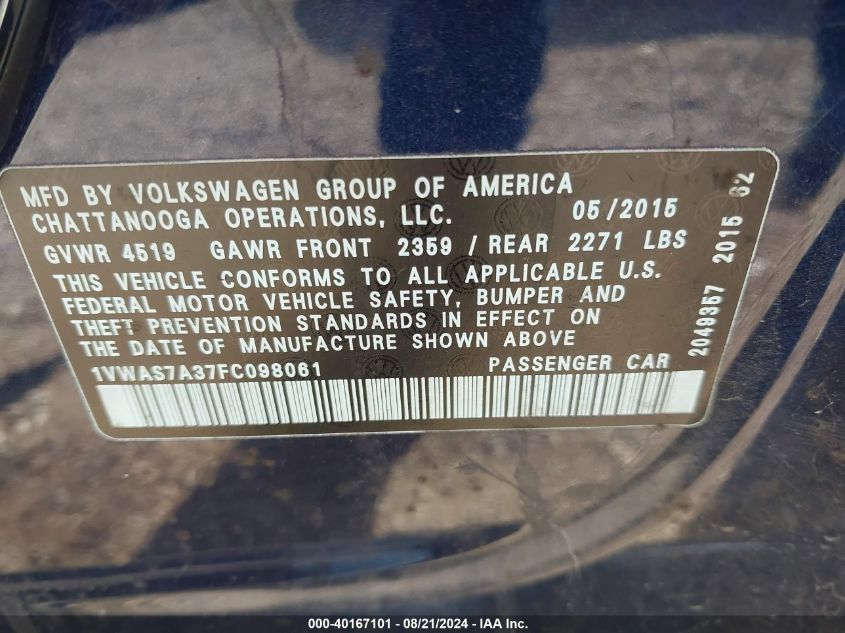 MFD BY VOLKSWAGEN GROUP OF AMERICA
CHATTANOOGA OPERATIONS, LLC. 05/2015
GVWR 4519 GAWR FRONT 2359 / REAR 2271 LBS
THIS VEHICLE CONFORMS TO ALL APPLICABLE U.S.
FEDERAL MOTOR VEHICLE SAFETY, BUMPER AND
THEFT PREVENTION STANDARDS IN EFFECT ON
THE DATE OF MANUFACTURE SHOWN ABOVE
1VWAS7A37FC098061 PASSENGER CAR
2049357 2015 62
000-40167101 - 08/21/2024 - IAA Inc.